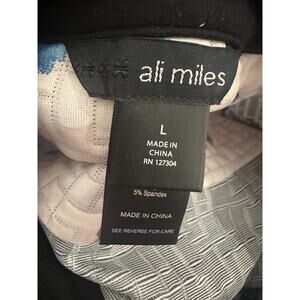 ali miles
L
MADE IN
CHINA
RN 127304
5% Spandex
MADE IN CHINA
SEE REVERSE FOR CARE